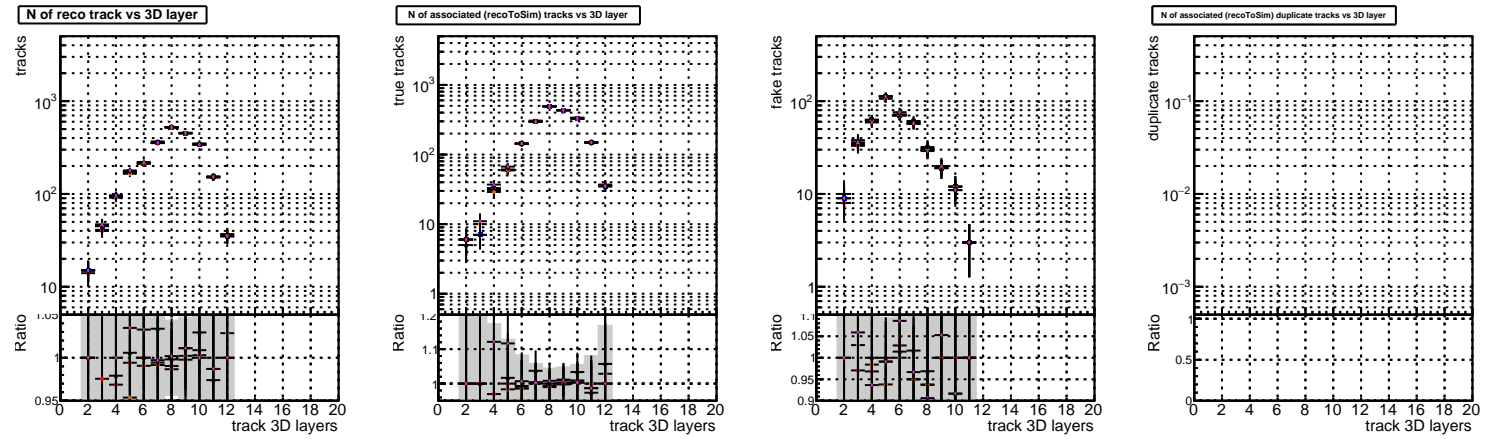 N of reco track vs 3D layer
tracks
10³
10²
10
Ratio
1.05
1
0.95
0 2 4 6 8 10 12 14 16 18 20
track 3D layers
N of associated (recoToSim) tracks vs 3D layer
true tracks
10³
10²
10
1
Ratio
1.2
1.1
1
0 2 4 6 8 10 12 14 16 18 20
track 3D layers
fake tracks
10²
10
1
Ratio
1.1
1.05
1
0.95
0.9
0 2 4 6 8 10 12 14 16 18 20
track 3D layers
N of associated (recoToSim) duplicate tracks vs 3D layer
duplicate tracks
10⁻¹
10⁻²
10⁻³
Ratio
1
0.5
0
0 2 4 6 8 10 12 14 16 18 20
track 3D layers